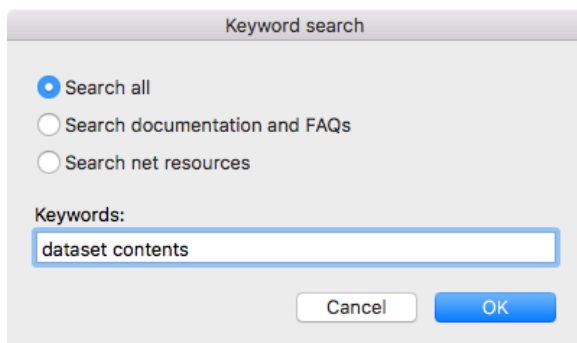 Keyword search
Search all
Search documentation and FAQs
Search net resources
Keywords:
dataset contents
Cancel OK